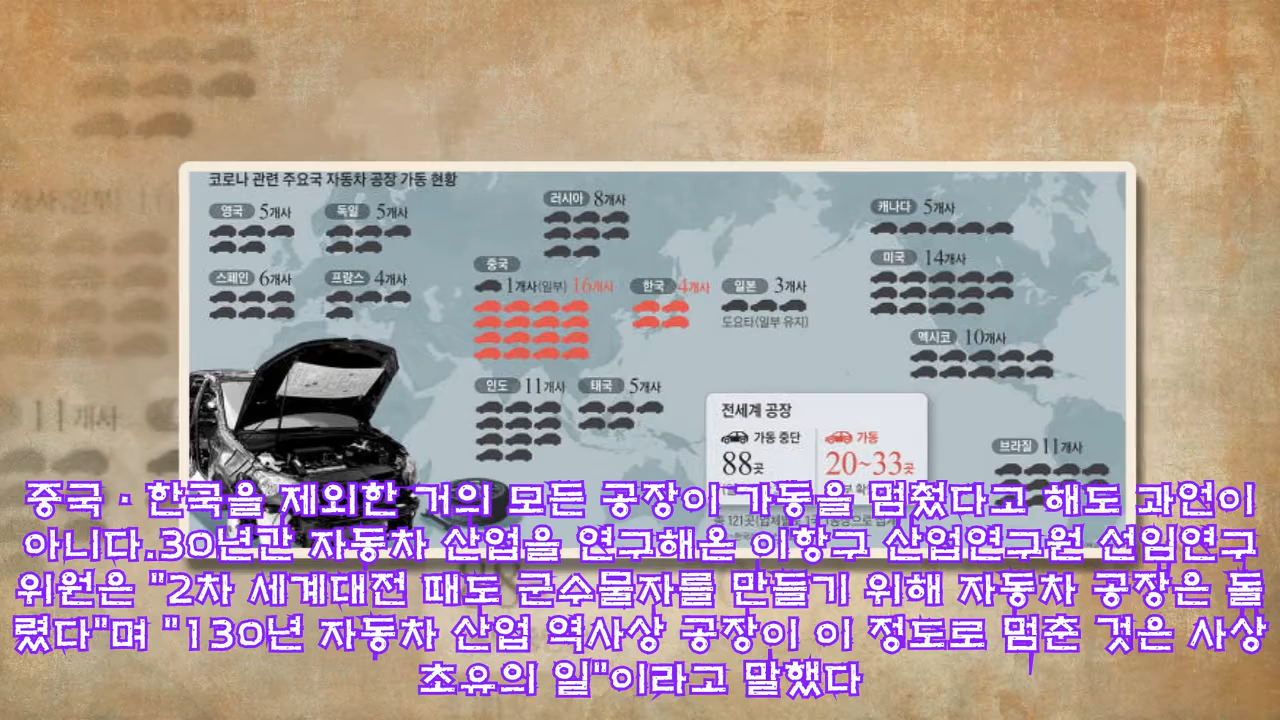 코로나 관련 주요국 자동차 공장 가동 현황
영국 5개사
독일 5개사
러시아 8개사
캐나다 5개사
스페인 6개사
프랑스 4개사
중국
1개사(일부) 16개사
한국 4개사
일본 3개사
도요타(일부 유지)
미국 14개사
멕시코 10개사
인도 11개사
태국 5개사
전세계 공장
가동 중단
88곳
가동
20~33곳
브라질 11개사
11개사
중국·한국을 제외한 거의 모든 공장이 가동을 멈췄다고 해도 과언이
아니다.30년간 자동차 산업을 연구해온 이항구 산업연구원 선임연구
위원은 "2차 세계대전 때도 군수물자를 만들기 위해 자동차 공장은 돌
렸다"며 "130년 자동차 산업 역사상 공장이 이 정도로 멈춘 것은 사상
초유의 일"이라고 말했다